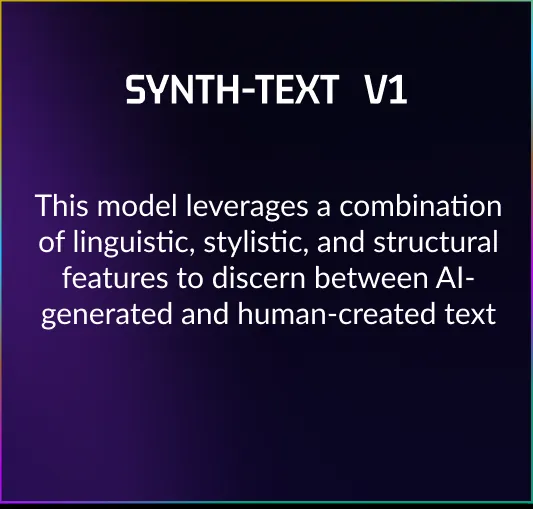 SYNTH-TEXT V1
This model leverages a combination
of linguistic, stylistic, and structural
features to discern between AI-
generated and human-created text